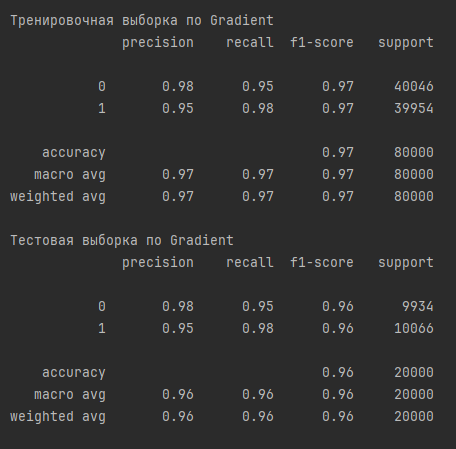 Тренировочная выборка по Gradient
precision recall f1-score support
0 0.98 0.95 0.97 40046
1 0.95 0.98 0.97 39954
accuracy 0.97 80000
macro avg 0.97 0.97 0.97 80000
weighted avg 0.97 0.97 0.97 80000
Тестовая выборка по Gradient
precision recall f1-score support
0 0.98 0.95 0.96 9934
1 0.95 0.98 0.96 10066
accuracy 0.96 20000
macro avg 0.96 0.96 0.96 20000
weighted avg 0.96 0.96 0.96 20000